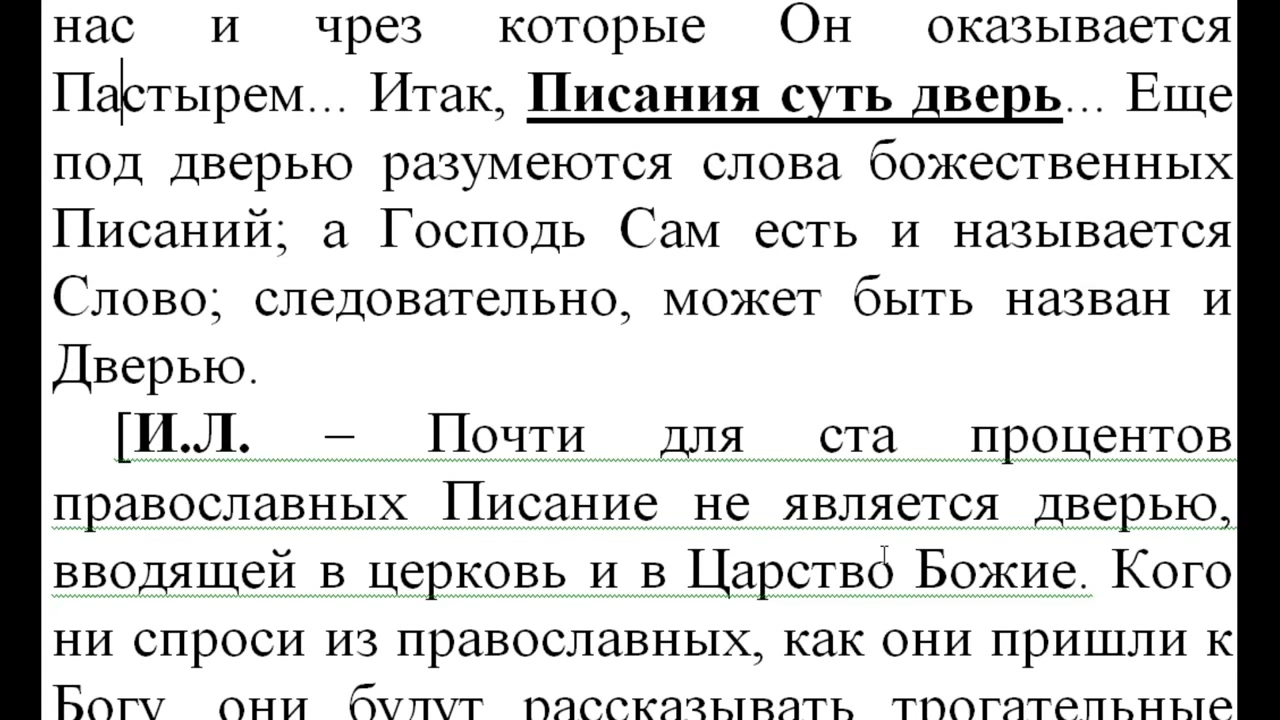 нас и чрез которые Он оказывается
Пастырем... Итак, Писания суть дверь... Еще
под дверью разумеются слова божественных
Писаний; а Господь Сам есть и называется
Слово; следовательно, может быть назван и
Дверью.
[И.Л. – Почти для ста процентов
православных Писание не является дверью,
вводящей в церковь и в Царство Божие. Кого
ни спроси из православных, как они пришли к
Богу они будут рассказывать трогательные